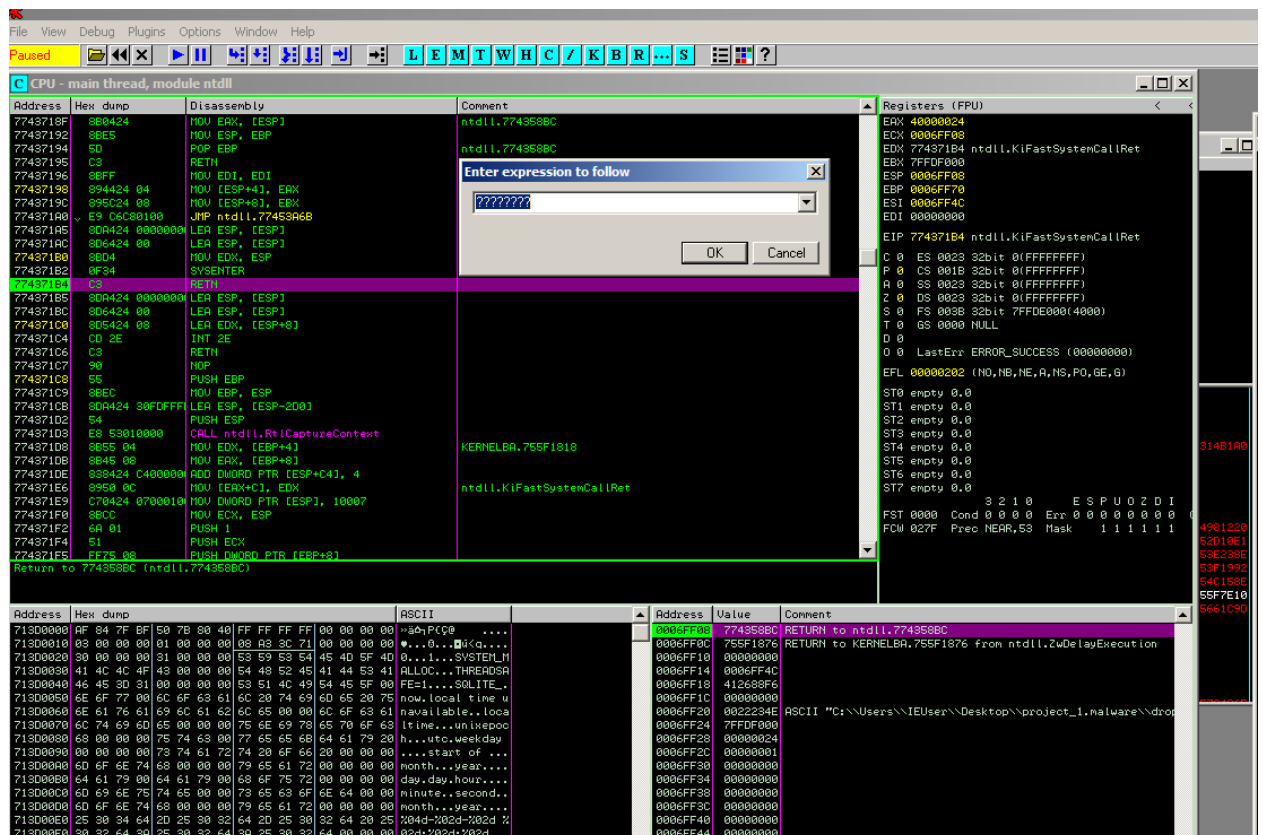 File View Debug Plugins Options Window Help
Paused L E M T W H C / K B R ... S ?
C CPU - main thread, module ntdll
Address Hex dump Disassembly Comment
7743718F 8B0424 MOV EAX, [ESP] ntdll.774358BC
77437192 8BE5 MOV ESP, EBP
77437194 5D POP EBP ntdll.774358BC
77437195 C3 RETN
77437196 8BFF MOV EDI, EDI
77437198 894424 04 MOV [ESP+4], EAX
7743719C 895C24 08 MOV [ESP+8], EBX
774371A0 E9 C6C80100 JMP ntdll.77453A6B
774371A5 8DA424 0000000 LEA ESP, [ESP]
774371AC 8D6424 00 LEA ESP, [ESP]
774371B0 8BD4 MOV EDX, ESP
774371B2 0F34 SYSENTER
774371B4 C3 RETN
774371B5 8DA424 0000000 LEA ESP, [ESP]
774371BC 8D6424 00 LEA ESP, [ESP]
774371C0 8D5424 08 LEA EDX, [ESP+8]
774371C4 CD 2E INT 2E
774371C6 C3 RETN
774371C7 90 NOP
774371C8 55 PUSH EBP
774371C9 8BEC MOV EBP, ESP
774371CB 8DA424 30FDFFF LEA ESP, [ESP-2D0]
774371D2 54 PUSH ESP
774371D3 E8 53010000 CALL ntdll.RtlCaptureContext
774371D8 8B55 04 MOV EDX, [EBP+4] KERNELBA.755F1818
774371DB 8B45 08 MOV EAX, [EBP+8]
774371DE 838424 C400000 ADD DWORD PTR [ESP+C4], 4
774371E6 8950 0C MOV [EAX+C], EDX ntdll.KiFastSystemCallRet
774371E9 C70424 0700010 MOV DWORD PTR [ESP], 10007
774371F0 8BCC MOV ECX, ESP
774371F2 6A 01 PUSH 1
774371F4 51 PUSH ECX
774371F5 FF75 08 PUSH DWORD PTR [EBP+8]
Return to 774358BC (ntdll.774358BC)
Enter expression to follow
????????
OK Cancel
Registers (FPU) < <
EAX 40000024
ECX 0006FF08
EDX 774371B4 ntdll.KiFastSystemCallRet
EBX 7FFDF000
ESP 0006FF08
EBP 0006FF70
ESI 0006FF4C
EDI 00000000
EIP 774371B4 ntdll.KiFastSystemCallRet
C 0 ES 0023 32bit 0(FFFFFFFF)
P 0 CS 001B 32bit 0(FFFFFFFF)
A 0 SS 0023 32bit 0(FFFFFFFF)
Z 0 DS 0023 32bit 0(FFFFFFFF)
S 0 FS 003B 32bit 7FFDE000(4000)
T 0 GS 0000 NULL
D 0
O 0 LastErr ERROR_SUCCESS (00000000)
EFL 00000202 (NO,NB,NE,A,NS,PO,GE,G)
ST0 empty 0.0
ST1 empty 0.0
ST2 empty 0.0
ST3 empty 0.0
ST4 empty 0.0
ST5 empty 0.0
ST6 empty 0.0
ST7 empty 0.0
3 2 1 0 E S P U O Z D I
FST 0000 Cond 0 0 0 0 Err 0 0 0 0 0 0 0 0
FCW 027F Prec NEAR,53 Mask 1 1 1 1 1 1
314B1A0
4981220
52D10E1
53E238E
53F1992
54C158E
55F7E10
5661C9D
Address Hex dump ASCII
713D0000 AF 84 7F BF 50 7B 80 40 FF FF FF FF 00 00 00 00
713D0010 03 00 00 00 01 00 00 00 08 A3 3C 71 00 00 00 00
713D0020 30 00 00 00 31 00 00 00 53 59 53 54 45 4D 5F 4D 0...1...SYSTEM_M
713D0030 41 4C 4C 4F 43 00 00 00 54 48 52 45 41 44 53 41 ALLOC...THREADSA
713D0040 46 45 3D 31 00 00 00 00 53 51 4C 49 54 45 5F 00 FE=1....SQLITE_.
713D0050 6E 6F 77 00 6C 6F 63 61 6C 20 74 69 6D 65 20 75 now.local time u
713D0060 6E 61 76 61 69 6C 61 62 6C 65 00 00 6C 6F 63 61 navailable..loca
713D0070 6C 74 69 6D 65 00 00 00 75 6E 69 78 65 70 6F 63 ltime...unixepoc
713D0080 68 00 00 00 75 74 63 00 77 65 65 6B 64 61 79 20 h...utc.weekday
713D0090 00 00 00 00 73 74 61 72 74 20 6F 66 20 00 00 00 ....start of ...
713D00A0 6D 6F 6E 74 68 00 00 00 79 65 61 72 00 00 00 00 month...year....
713D00B0 64 61 79 00 64 61 79 00 68 6F 75 72 00 00 00 00 day.day.hour....
713D00C0 6D 69 6E 75 74 65 00 00 73 65 63 6F 6E 64 00 00 minute..second..
713D00D0 6D 6F 6E 74 68 00 00 00 79 65 61 72 00 00 00 00 month...year....
713D00E0 25 30 34 64 2D 25 30 32 64 2D 25 30 32 64 20 25 %04d-%02d-%02d %
713D00F0 30 32 64 3A 25 30 32 64 3A 25 30 32 64 00 00 00 02d:%02d:%02d...
Address Value Comment
0006FF08 774358BC RETURN to ntdll.774358BC
0006FF0C 755F1876 RETURN to KERNELBA.755F1876 from ntdll.ZwDelayExecution
0006FF10 00000000
0006FF14 0006FF4C
0006FF18 412688F6
0006FF1C 00000000
0006FF20 0022234E ASCII "C:\\Users\\IEUser\\Desktop\\project_1.malware\\drop
0006FF24 7FFDF000
0006FF28 00000024
0006FF2C 00000001
0006FF30 00000000
0006FF34 00000000
0006FF38 00000000
0006FF3C 00000000
0006FF40 00000000
0006FF44 00000000